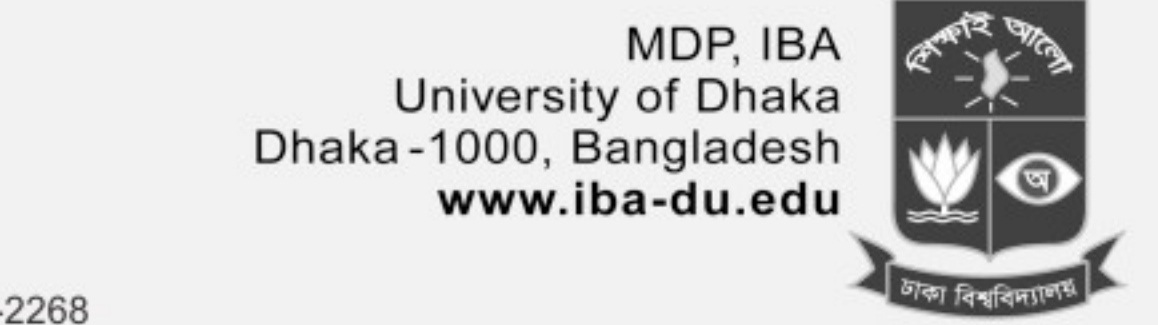 MDP, IBA
University of Dhaka
Dhaka-1000, Bangladesh
www.iba-du.edu
শিক্ষাই আলো
অ
ঢাকা বিশ্ববিদ্যালয়
-2268